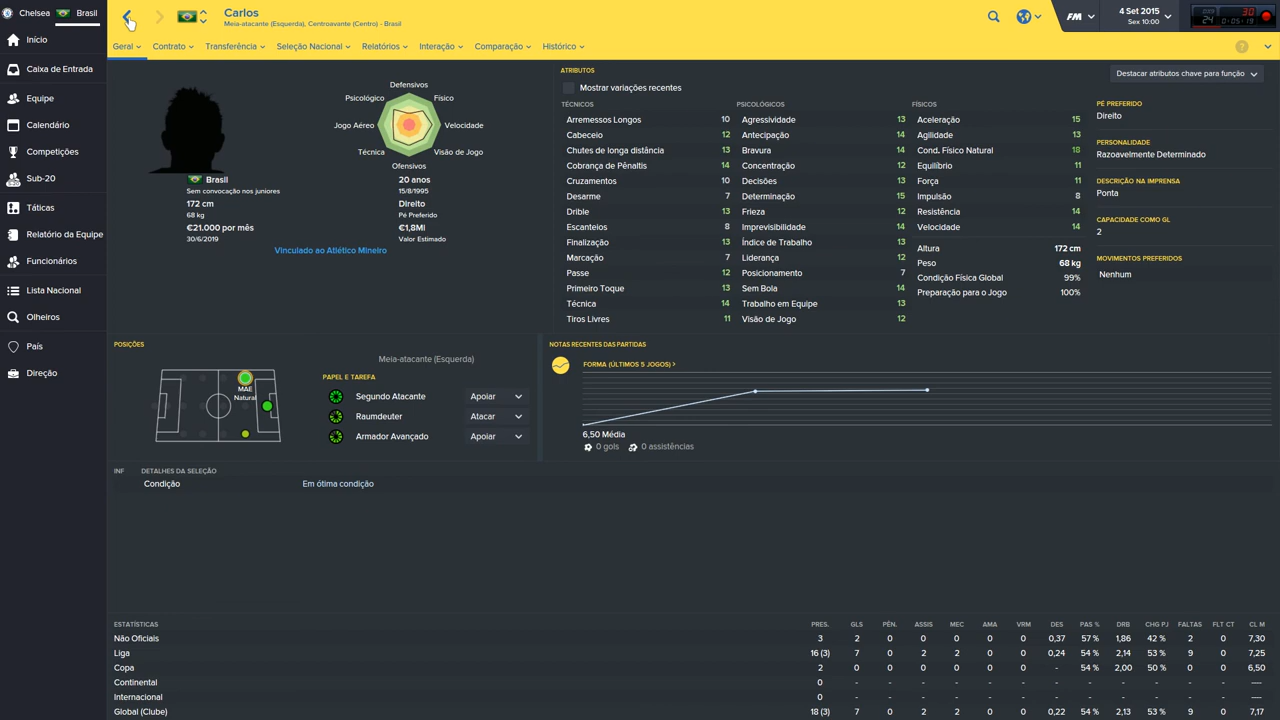 Chelsea Brasil
Carlos
Meia-atacante (Esquerda), Centroavante (Centro) - Brasil
FM
4 Set 2015
Sex 10:00
30
24 0:05:19
Geral Contrato Transferência Seleção Nacional Relatórios Interação Comparação Histórico
Início
Caixa de Entrada
Equipe
Calendário
Competições
Sub-20
Táticas
Relatório da Equipe
Funcionários
Lista Nacional
Olheiros
País
Direção
Defensivos
Psicológico Físico
Jogo Aéreo Velocidade
Técnica Visão de Jogo
Ofensivos
Brasil
Sem convocação nos juniores
172 cm
68 kg
€21.000 por mês
30/6/2019
20 anos
15/8/1995
Direito
Pé Preferido
€1,8Mi
Valor Estimado
Vinculado ao Atlético Mineiro
ATRIBUTOS
Mostrar variações recentes
Destacar atributos chave para função
TÉCNICOS
Arremessos Longos 10
Cabeceio 12
Chutes de longa distância 13
Cobrança de Pênaltis 14
Cruzamentos 10
Desarme 7
Drible 13
Escanteios 8
Finalização 13
Marcação 7
Passe 12
Primeiro Toque 13
Técnica 14
Tiros Livres 11
PSICOLÓGICOS
Agressividade 13
Antecipação 14
Bravura 14
Concentração 12
Decisões 13
Determinação 15
Frieza 12
Imprevisibilidade 14
Índice de Trabalho 13
Liderança 12
Posicionamento 7
Sem Bola 14
Trabalho em Equipe 13
Visão de Jogo 12
FÍSICOS
Aceleração 15
Agilidade 13
Cond. Físico Natural 18
Equilíbrio 11
Força 11
Impulsão 8
Resistência 14
Velocidade 14
Altura 172 cm
Peso 68 kg
Condição Física Global 99%
Preparação para o Jogo 100%
PÉ PREFERIDO
Direito
PERSONALIDADE
Razoavelmente Determinado
DESCRIÇÃO NA IMPRENSA
Ponta
CAPACIDADE COMO GL
2
MOVIMENTOS PREFERIDOS
Nenhum
POSIÇÕES
MAE
Natural
Meia-atacante (Esquerda)
PAPEL E TAREFA
Segundo Atacante Apoiar
Raumdeuter Atacar
Armador Avançado Apoiar
NOTAS RECENTES DAS PARTIDAS
FORMA (ÚLTIMOS 5 JOGOS) >
6,50 Média
0 gols 0 assistências
INF DETALHES DA SELEÇÃO
Condição Em ótima condição
ESTATÍSTICAS PRES. GLS PÊN. ASSIS MEC AMA VRM DES PAS % DRB CHG PJ FALTAS FLT CT CL M
Não Oficiais 3 2 0 0 0 0 0 0,37 57 % 1,86 42 % 2 0 7,30
Liga 16 (3) 7 0 2 2 0 0 0,24 54 % 2,14 53 % 9 0 7,25
Copa 2 0 0 0 0 0 0 - 54 % 2,00 50 % 0 0 6,50
Continental 0 - - - - - - - - - - - - ----
Internacional 0 - - - - - - - - - - - - ----
Global (Clube) 18 (3) 7 0 2 2 0 0 0,22 54 % 2,13 53 % 9 0 7,17